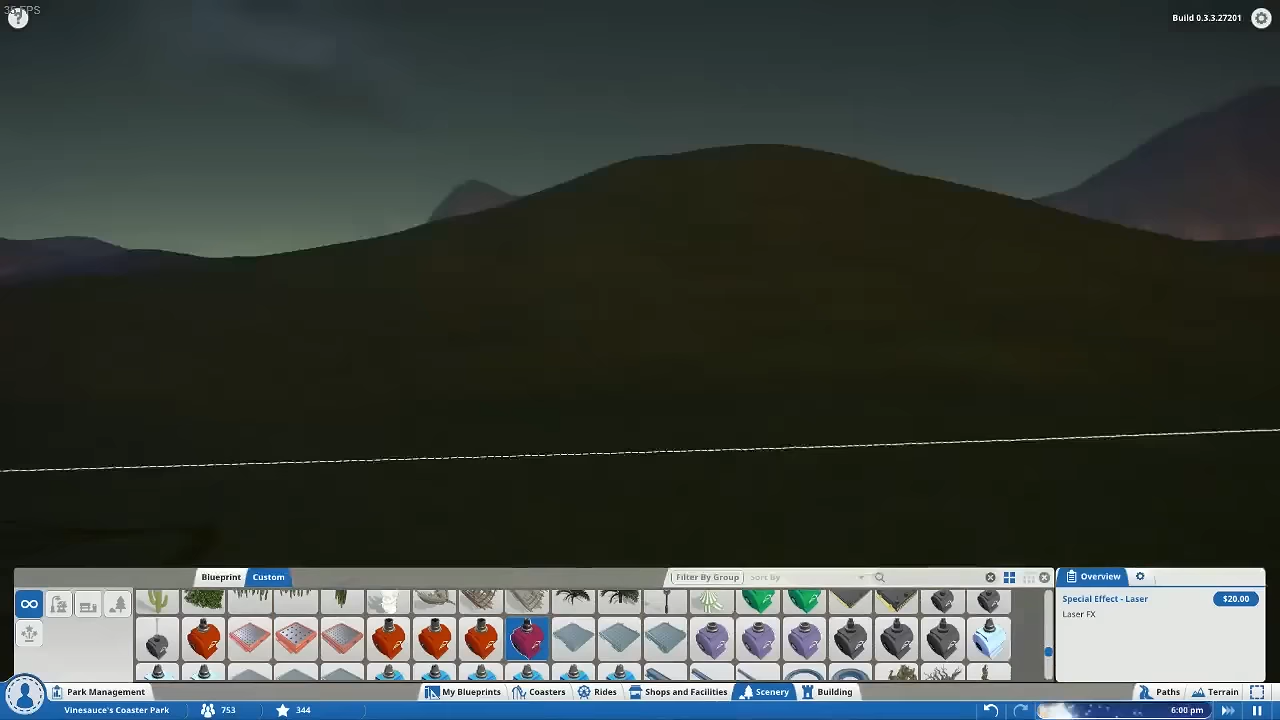 35 FPS
?
Build 0.3.3.27201
Blueprint
Custom
Filter By Group
Sort By
Overview
Special Effect - Laser
$20.00
Laser FX
Park Management
My Blueprints
Coasters
Rides
Shops and Facilities
Scenery
Building
Paths
Terrain
Vinesauce's Coaster Park
753
344
6:00 pm